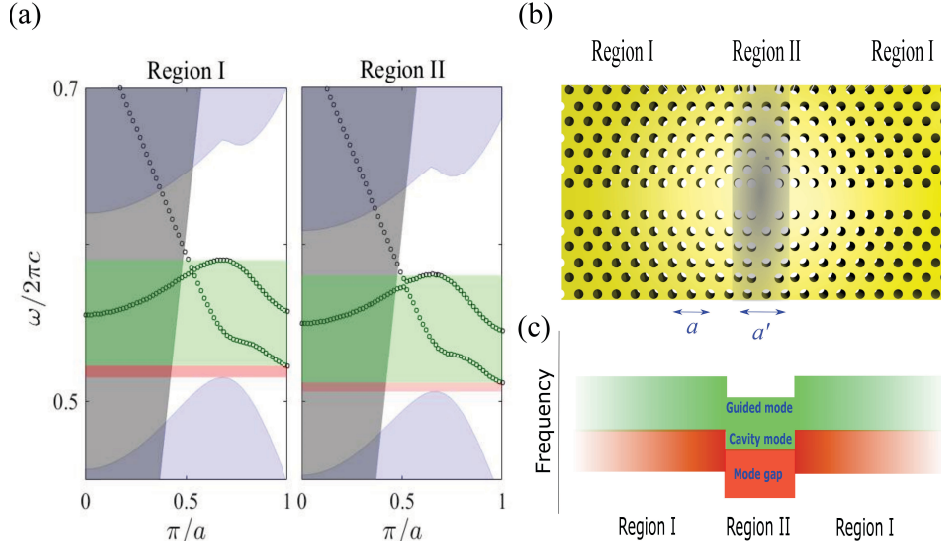 (a)
Region I
Region II
0.7
ω/2πc
0.5
0
0.5
1
0
0.5
1
π/a
π/a
(b)
Region I
Region II
Region I
a
a'
(c)
Frequency
Guided mode
Cavity mode
Mode gap
Region I
Region II
Region I